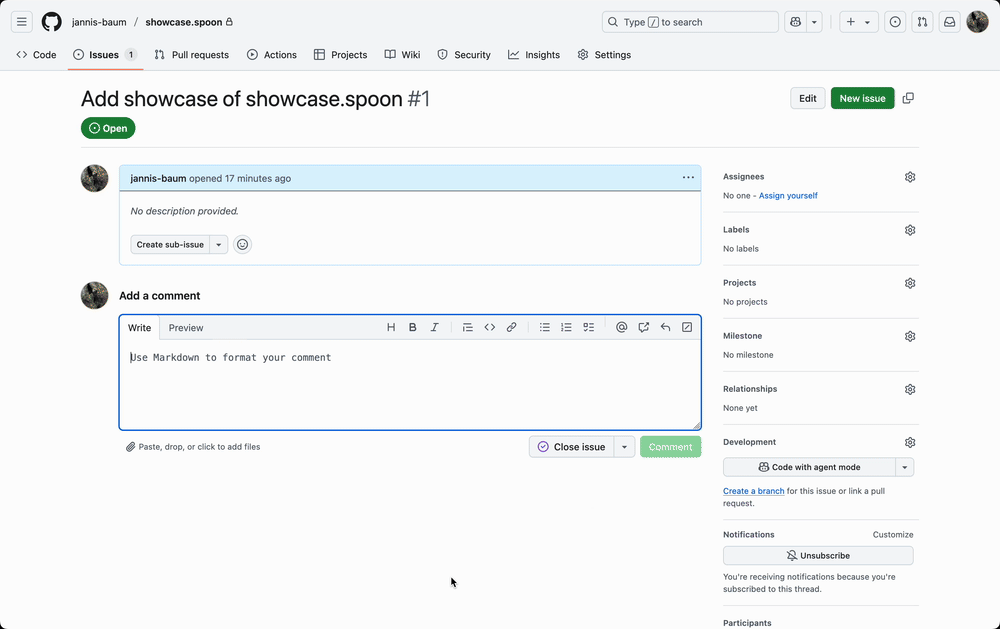 jannis-baum / showcase.spoon
Type / to search
Code
Issues 1
Pull requests
Actions
Projects
Wiki
Security
Insights
Settings
Add showcase of showcase.spoon #1
Edit
New issue
Open
jannis-baum opened 17 minutes ago
No description provided.
Create sub-issue
Add a comment
Write
Preview
Use Markdown to format your comment
Paste, drop, or click to add files
Close issue
Comment
Assignees
No one - Assign yourself
Labels
No labels
Projects
No projects
Milestone
No milestone
Relationships
None yet
Development
Code with agent mode
Create a branch for this issue or link a pull
request.
Notifications
Customize
Unsubscribe
You're receiving notifications because you're
subscribed to this thread.
Participants